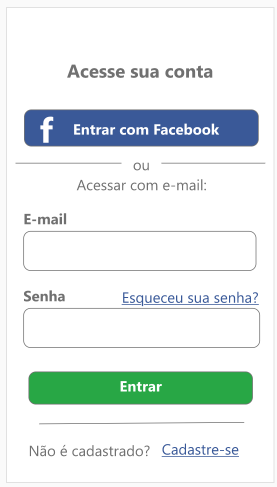 Acesse sua conta
Entrar com Facebook
ou
Acessar com e-mail:
E-mail
Senha
Esqueceu sua senha?
Entrar
Não é cadastrado? Cadastre-se